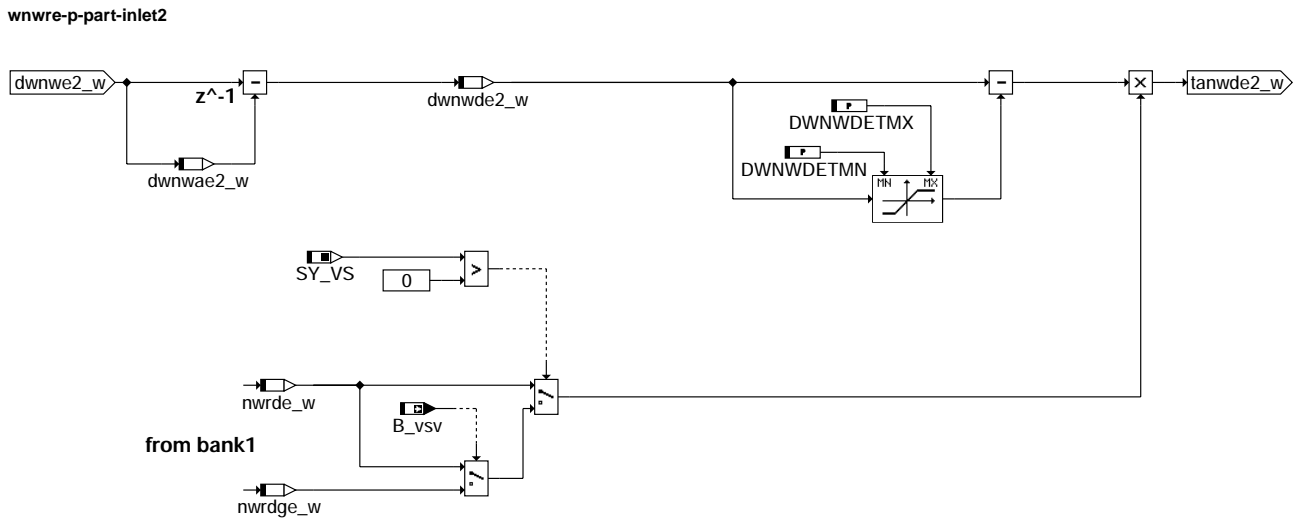 wnwre-p-part-inlet2
dwnwe2_w
z^-1
-
dwnwae2_w
dwnwde2_w
P
DWNWDETMX
P
DWNWDETMN
MN
MX
-
×
tanwde2_w
SY_VS
0
>
nwrde_w
B_vsv
from bank1
nwrdge_w